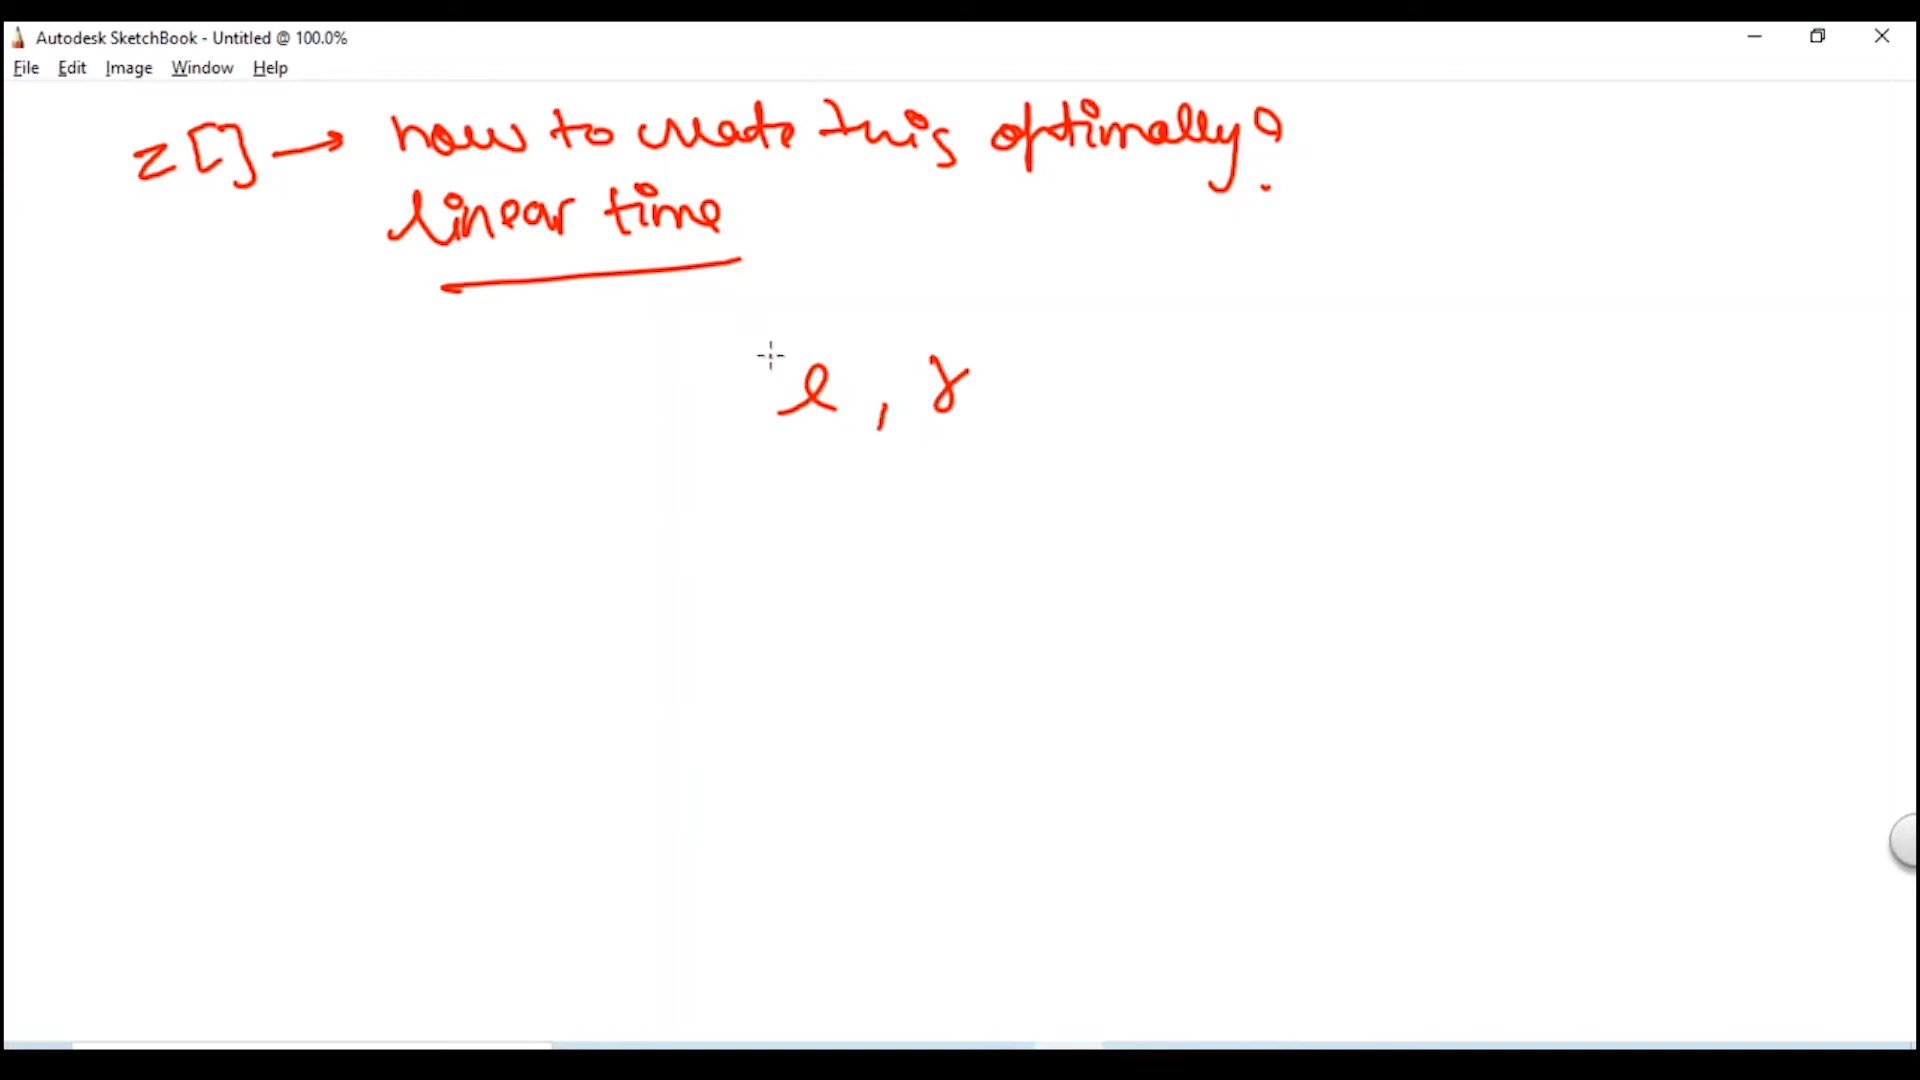 Autodesk SketchBook - Untitled @ 100.0%
File Edit Image Window Help
z[] → how to create this optimally?
linear time
l, r